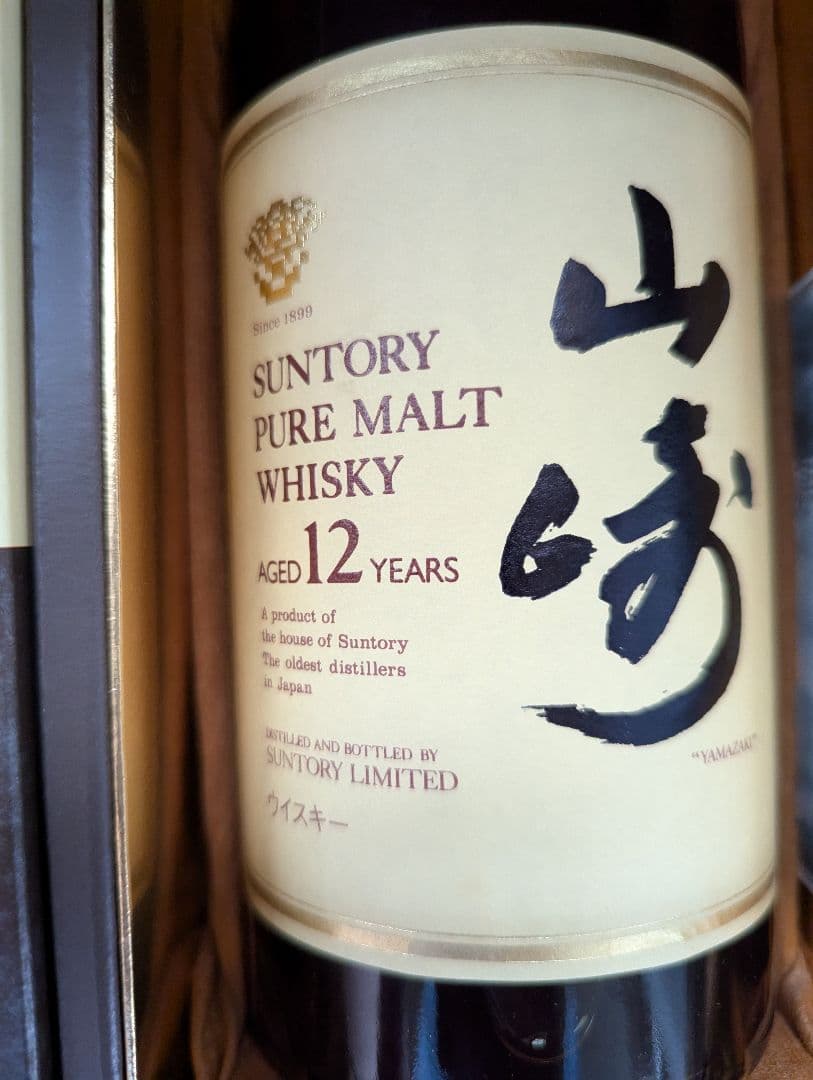 Since 1899
SUNTORY
PURE MALT
WHISKY
AGED 12 YEARS
A product of
the house of Suntory
The oldest distillers
in Japan
DISTILLED AND BOTTLED BY
SUNTORY LIMITED
ウイスキー
山崎
"YAMAZAKI"